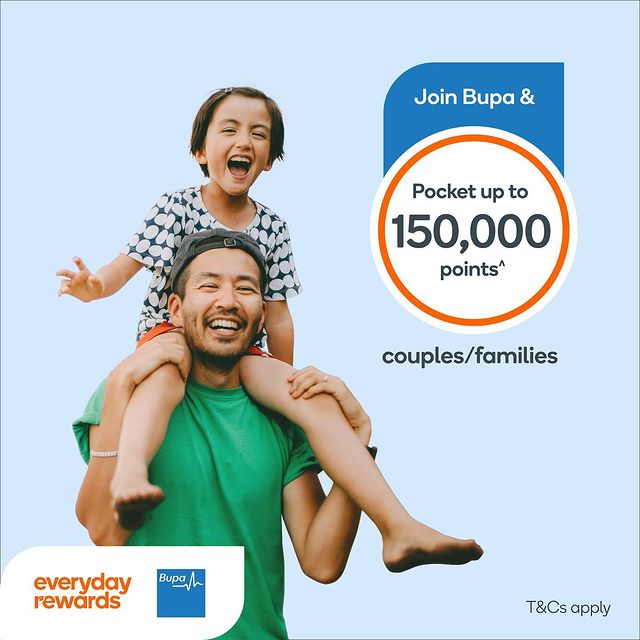 Join Bupa &
Pocket up to
150,000
points^
couples/families
everyday
rewards
Bupa
T&Cs apply